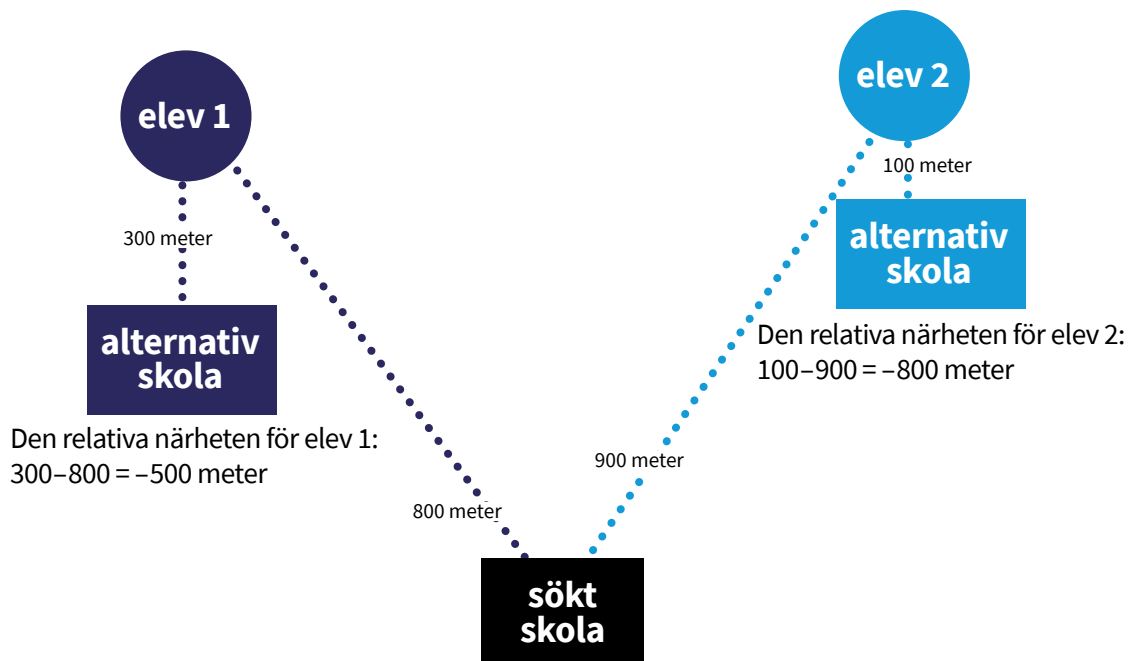 elev 1
300 meter
alternativ
skola
Den relativa närheten för elev 1:
300–800 = –500 meter
800 meter
elev 2
100 meter
alternativ
skola
Den relativa närheten för elev 2:
100–900 = –800 meter
900 meter
sökt
skola